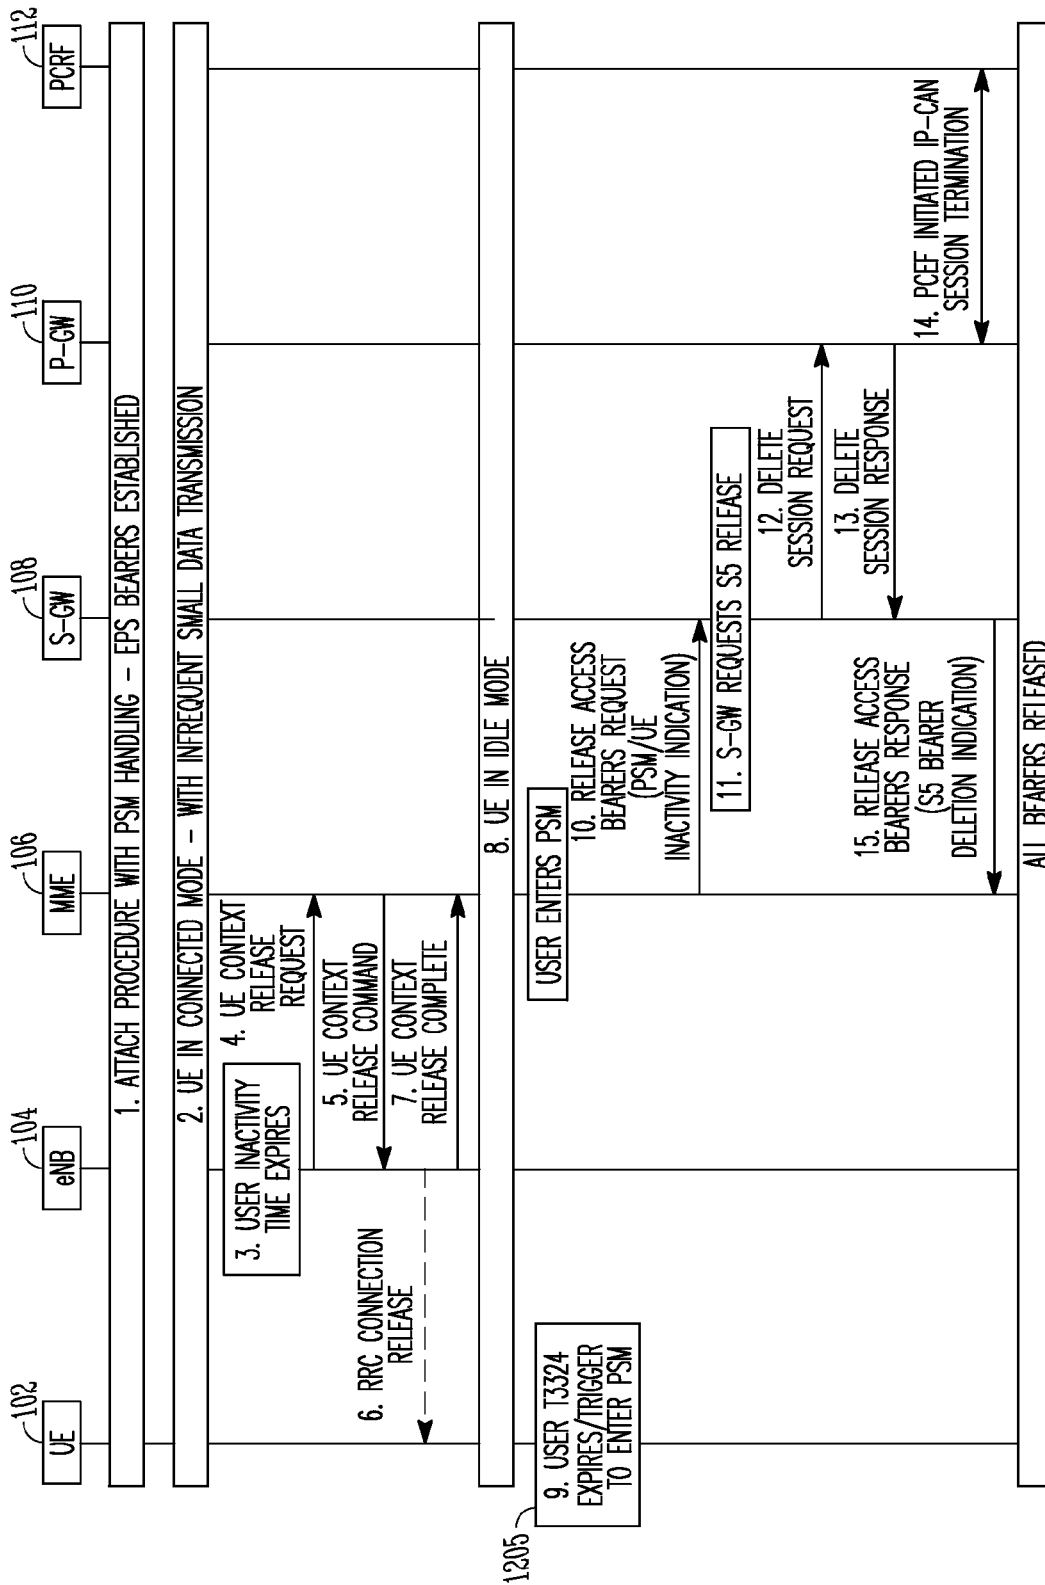 102
UE
104
eNB
106
MME
108
S-GW
110
P-GW
112
PCRF
1. ATTACH PROCEDURE WITH PSM HANDLING - EPS BEARERS ESTABLISHED
2. UE IN CONNECTED MODE - WITH INFREQUENT SMALL DATA TRANSMISSION
3. USER INACTIVITY
TIME EXPIRES
4. UE CONTEXT
RELEASE
REQUEST
5. UE CONTEXT
RELEASE COMMAND
6. RRC CONNECTION
RELEASE
7. UE CONTEXT
RELEASE COMPLETE
8. UE IN IDLE MODE
1205
9. USER T3324
EXPIRES/TRIGGER
TO ENTER PSM
USER ENTERS PSM
10. RELEASE ACCESS
BEARERS REQUEST
(PSM/UE
INACTIVITY INDICATION)
11. S-GW REQUESTS S5 RELEASE
12. DELETE
SESSION REQUEST
13. DELETE
SESSION RESPONSE
14. PCEF INITIATED IP-CAN
SESSION TERMINATION
15. RELEASE ACCESS
BEARERS RESPONSE
(S5 BEARER
DELETION INDICATION)
ALL BEARERS RELEASED